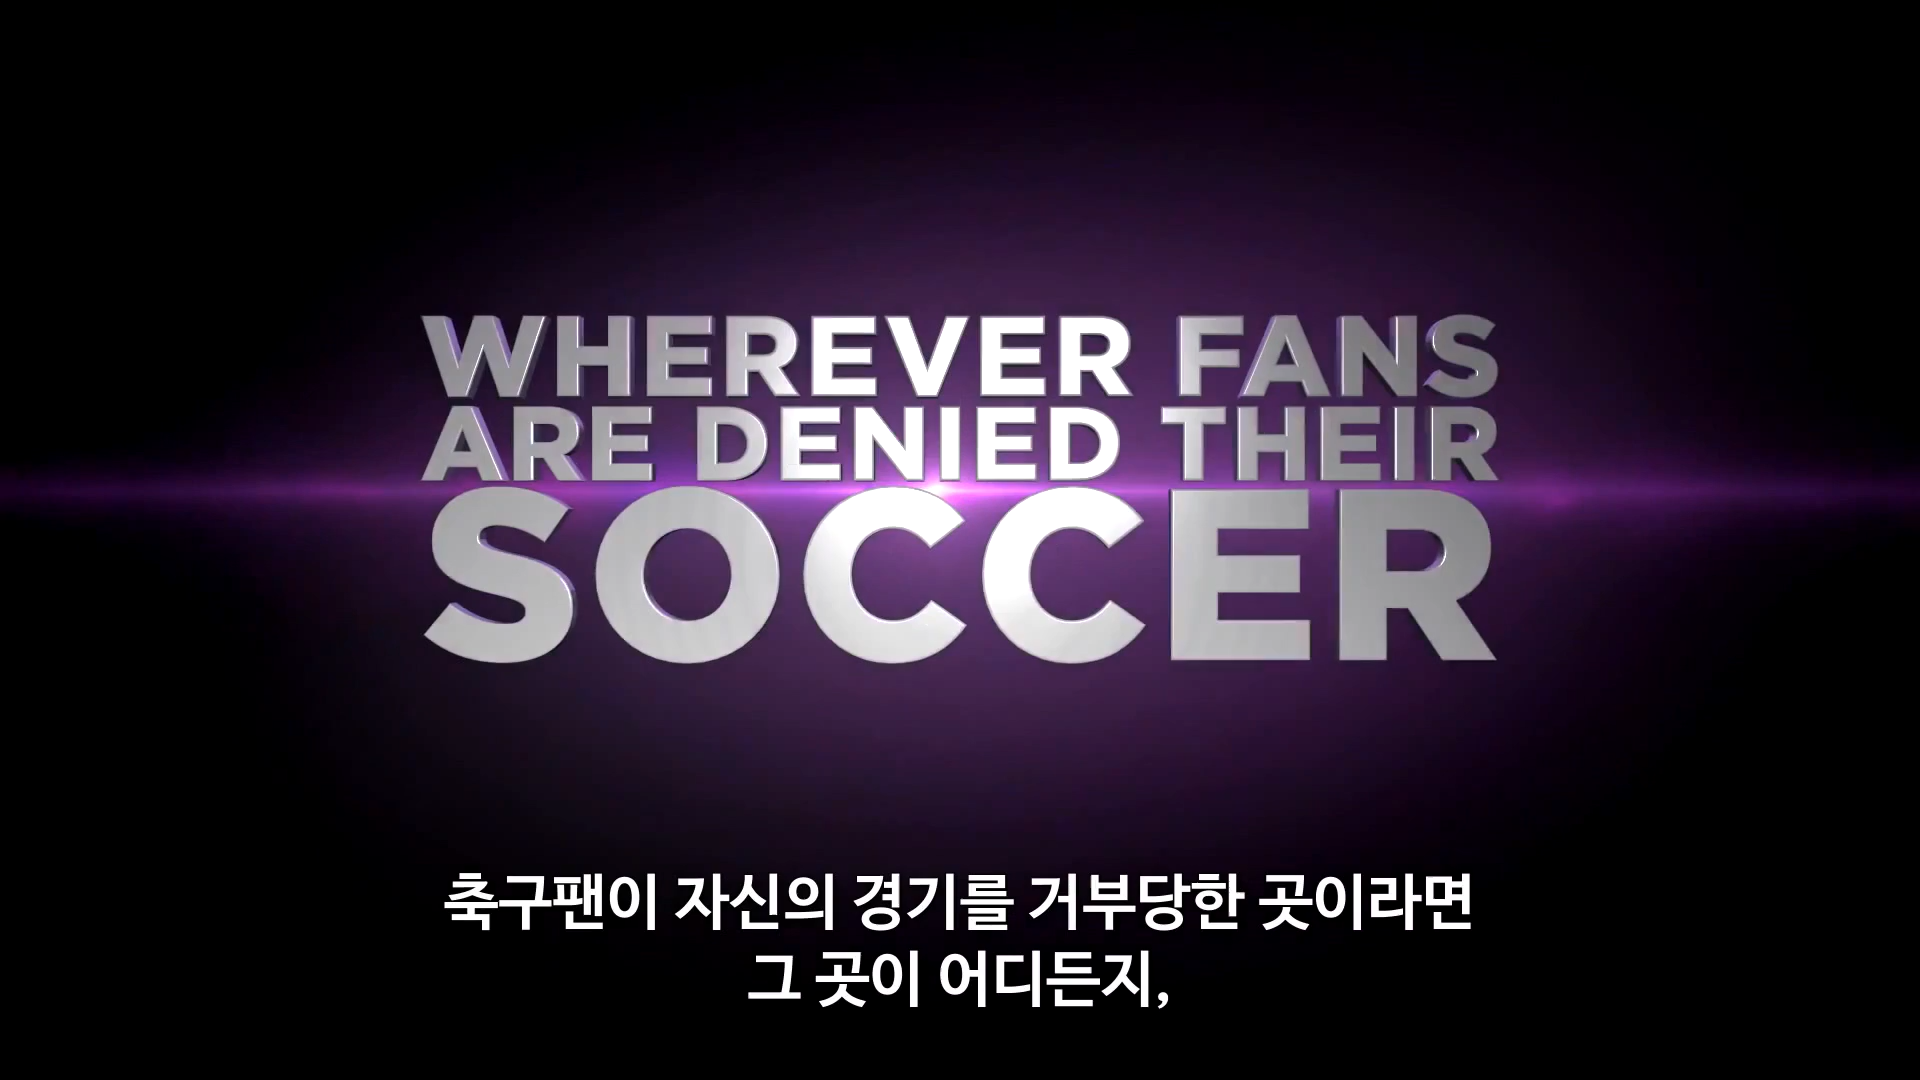 WHEREVER FANS
ARE DENIED THEIR
SOCCER
축구팬이 자신의 경기를 거부당한 곳이라면
그 곳이 어디든지,